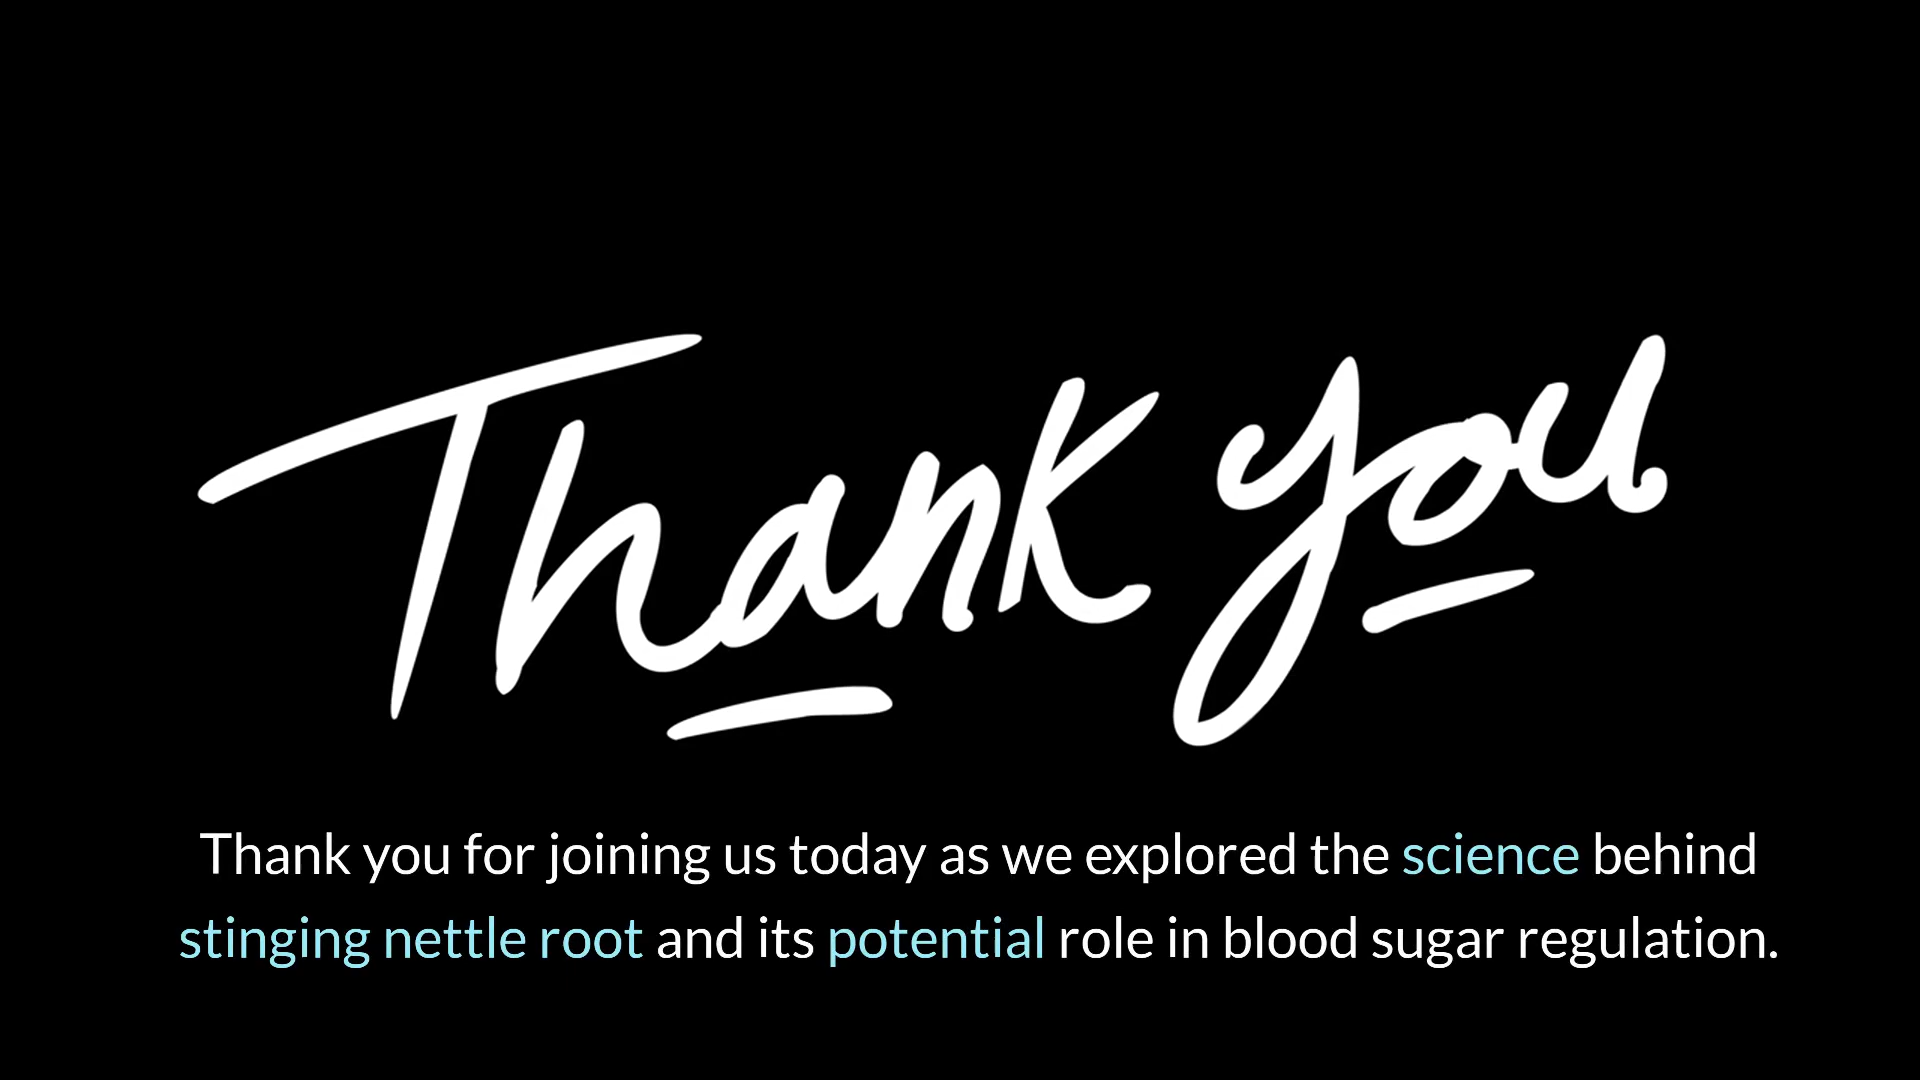 Thank you
Thank you for joining us today as we explored the science behind
stinging nettle root and its potential role in blood sugar regulation.